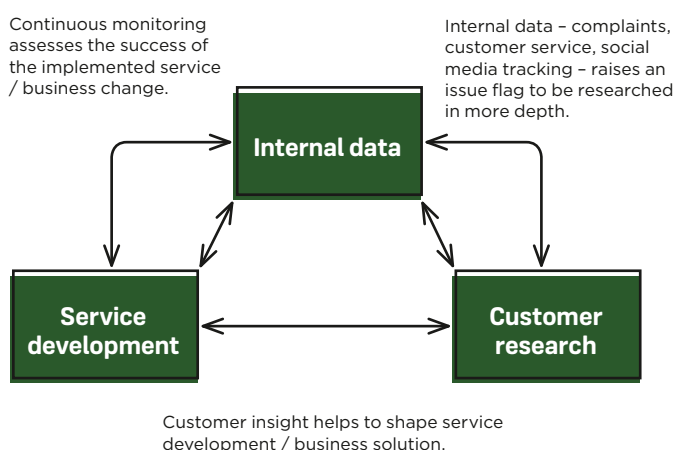 Continuous monitoring
assesses the success of
the implemented service
/ business change.
Internal data – complaints,
customer service, social
media tracking – raises an
issue flag to be researched
in more depth.
Internal data
Service
development
Customer
research
Customer insight helps to shape service
development / business solution.